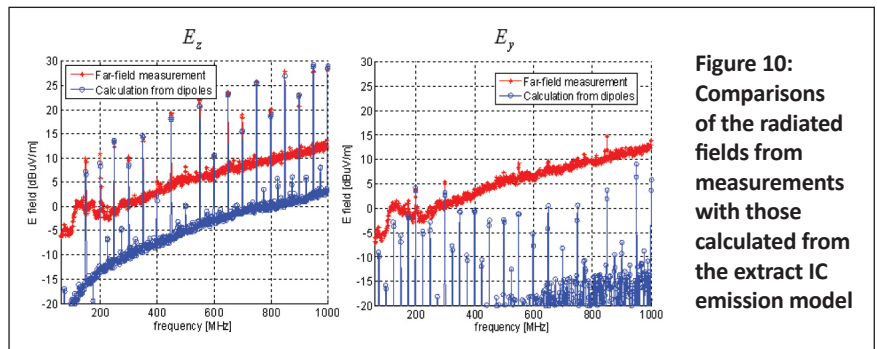 E_z
E_y
30
25
20
15
10
5
0
-5
-10
-15
-20
E field [dBuV/m]
Far-field measurement
Calculation from dipoles
200
400
600
800
1000
frequency [MHz]
30
25
20
15
10
5
0
-5
-10
-15
-20
E field [dBuV/m]
Far-field measurement
Calculation from dipoles
200
400
600
800
1000
frequency [MHz]
Figure 10:
Comparisons
of the radiated
fields from
measurements
with those
calculated from
the extract IC
emission model